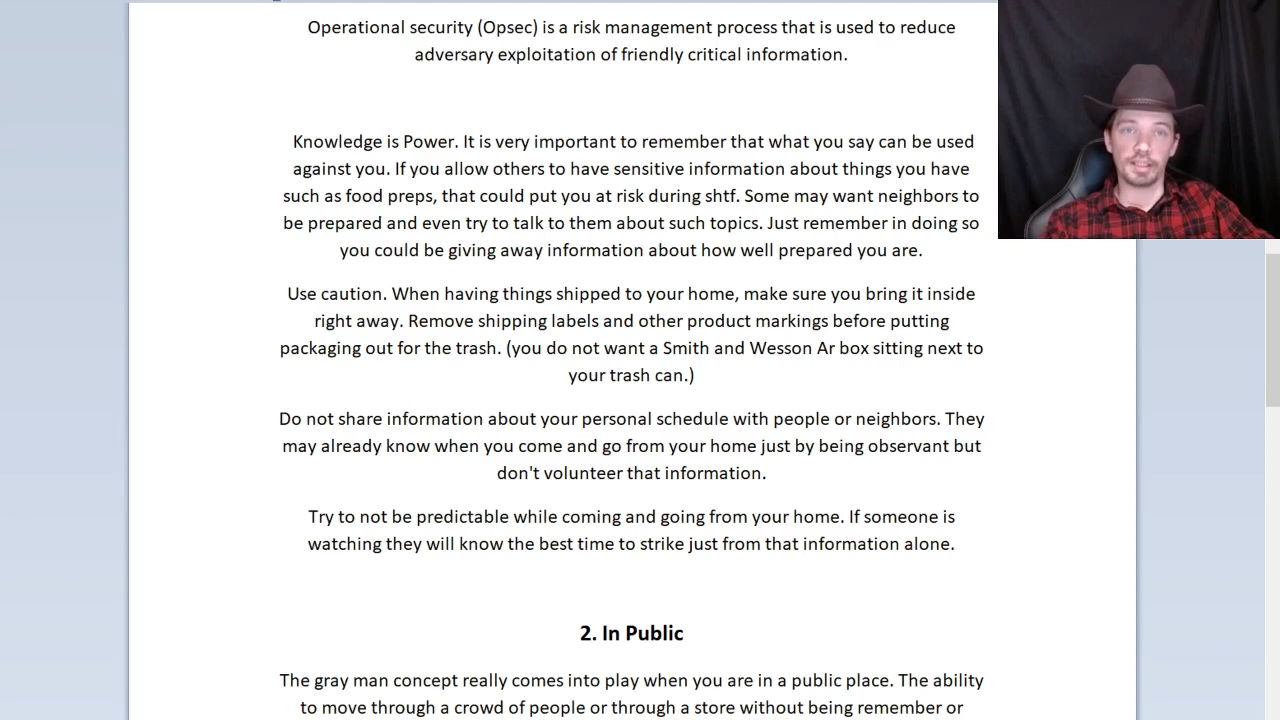 Operational security (Opsec) is a risk management process that is used to reduce
adversary exploitation of friendly critical information.
Knowledge is Power. It is very important to remember that what you say can be used
against you. If you allow others to have sensitive information about things you have
such as food preps, that could put you at risk during shtf. Some may want neighbors to
be prepared and even try to talk to them about such topics. Just remember in doing so
you could be giving away information about how well prepared you are.
Use caution. When having things shipped to your home, make sure you bring it inside
right away. Remove shipping labels and other product markings before putting
packaging out for the trash. (you do not want a Smith and Wesson Ar box sitting next to
your trash can.)
Do not share information about your personal schedule with people or neighbors. They
may already know when you come and go from your home just by being observant but
don't volunteer that information.
Try to not be predictable while coming and going from your home. If someone is
watching they will know the best time to strike just from that information alone.
2. In Public
The gray man concept really comes into play when you are in a public place. The ability
to move through a crowd of people or through a store without being remember or